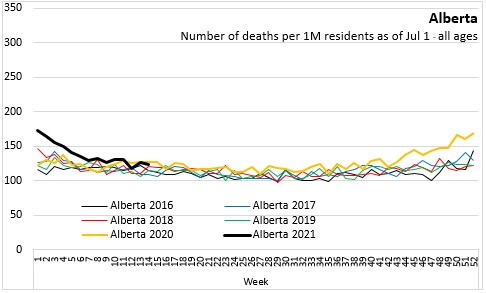 Alberta
Number of deaths per 1M residents as of Jul 1 - all ages
350
300
250
200
150
100
50
0
Alberta 2016
Alberta 2017
Alberta 2018
Alberta 2019
Alberta 2020
Alberta 2021
1 2 3 4 5 6 7 8 9 10 11 12 13 14 15 16 17 18 19 20 21 22 23 24 25 26 27 28 29 30 31 32 33 34 35 36 37 38 39 40 41 42 43 44 45 46 47 48 49 50 51 52
Week